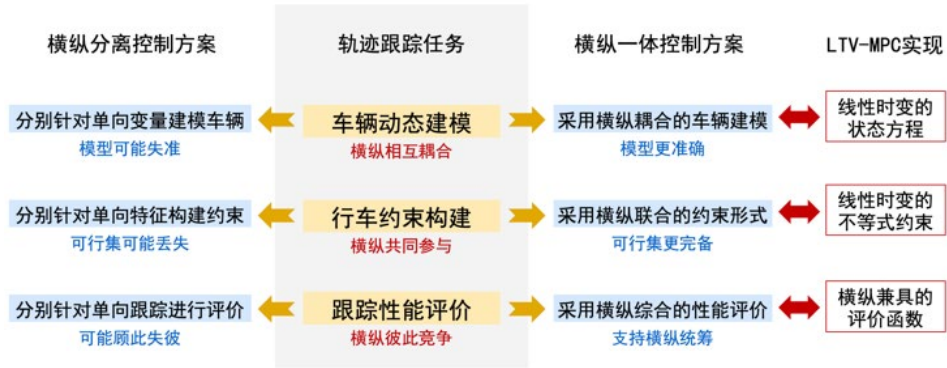 横纵分离控制方案
轨迹跟踪任务
横纵一体控制方案
LTV-MPC实现
分别针对单向变量建模车辆
模型可能失准
车辆动态建模
横纵相互耦合
采用横纵耦合的车辆建模
模型更准确
线性时变的
状态方程
分别针对单向特征构建约束
可行集可能丢失
行车约束构建
横纵共同参与
采用横纵联合的约束形式
可行集更完备
线性时变的
不等式约束
分别针对单向跟踪进行评价
可能顾此失彼
跟踪性能评价
横纵彼此竞争
采用横纵综合的性能评价
支持横纵统筹
横纵兼具的
评价函数